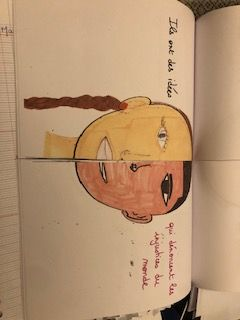 Ils ont des idées
qui dénoncent les
injustices du
monde